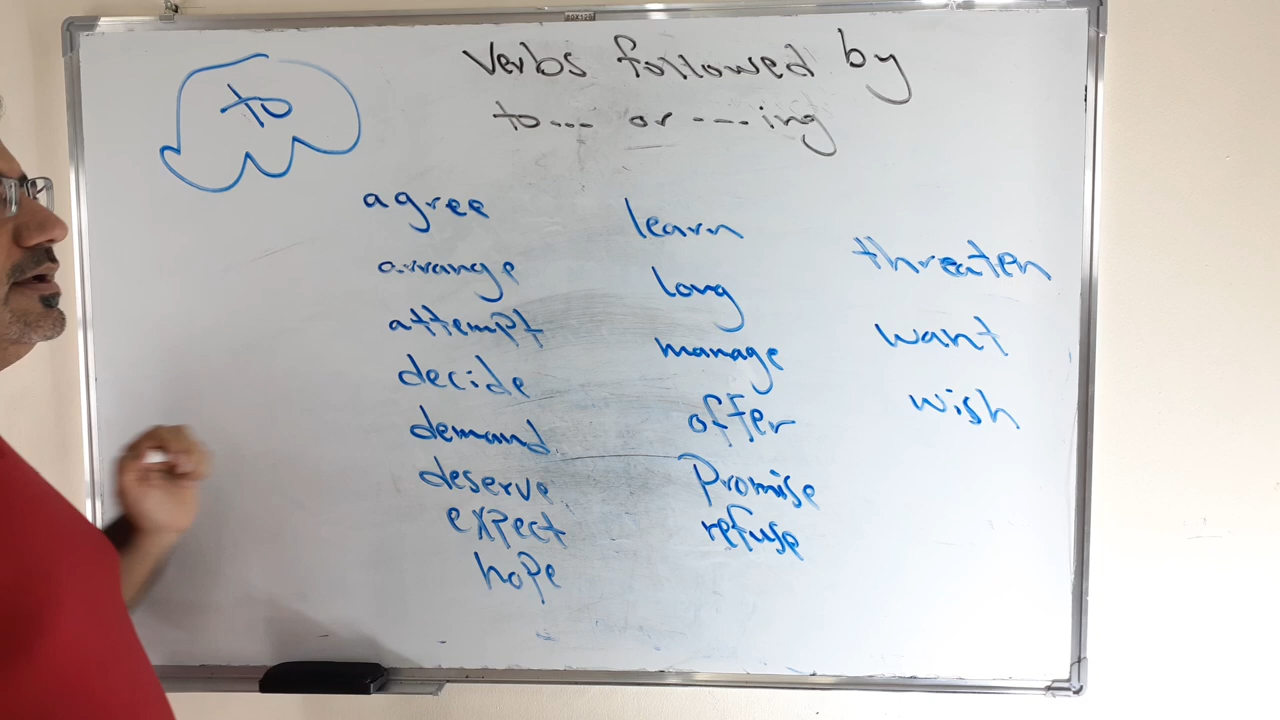 Verbs followed by
to... or ---.ing
to
agree
arrange
attempt
decide
demand
deserve
expect
hope
learn
long
manage
offer
Promise
refuse
threaten
want
wish